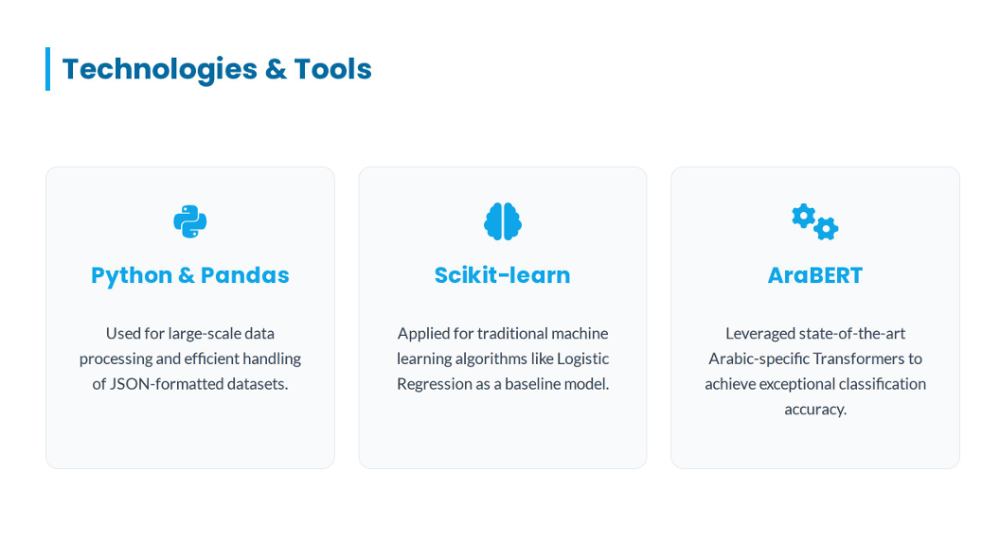 Technologies & Tools
Python & Pandas
Used for large-scale data
processing and efficient handling
of JSON-formatted datasets.
Scikit-learn
Applied for traditional machine
learning algorithms like Logistic
Regression as a baseline model.
AraBERT
Leveraged state-of-the-art
Arabic-specific Transformers to
achieve exceptional classification
accuracy.